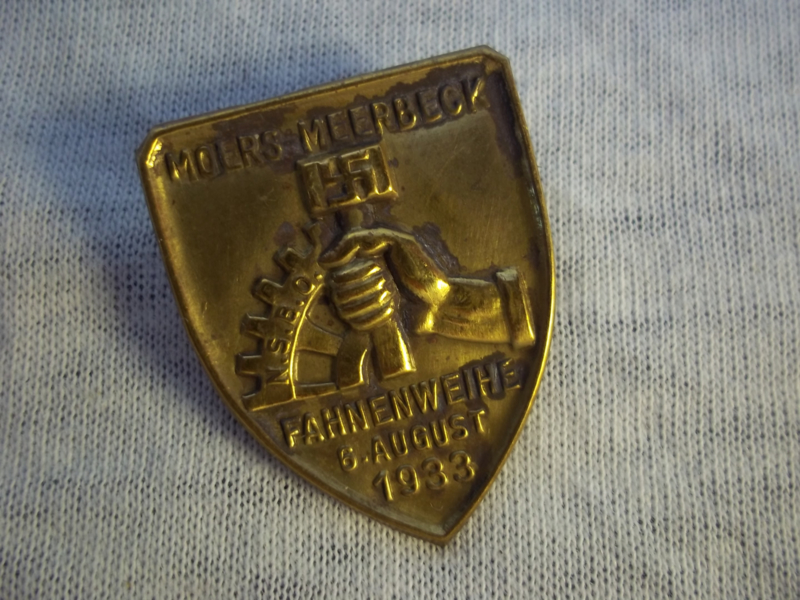 MOERS-MEERBECK
N.S.B.O.
FAHNENWEIHE
6. AUGUST
1933